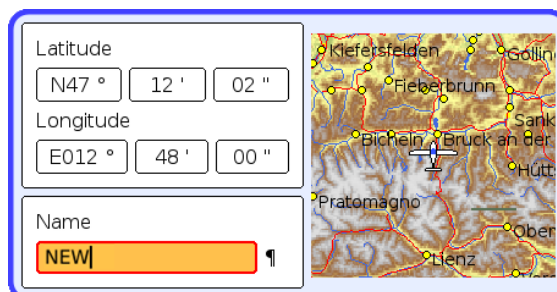 Latitude
N47 ° 12 ' 02 "
Longitude
E012 ° 48 ' 00 "
Name
NEW ¶
Kiefersfelden
Golling
Fieberbrunn
Sank
Bicheln
Bruck an der
Hütt
Pratomagno
Ober
Lienz